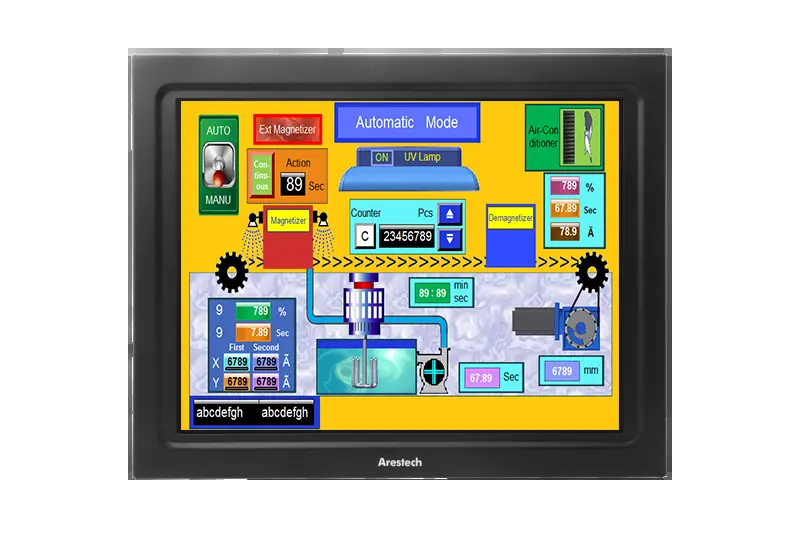 AUTO
MANU
Ext Magnetizer
Con-
tinu-
ous
Action
89 Sec
Automatic Mode
ON UV Lamp
Air-Con
ditioner
789 %
67.89 Sec
78.9 Ã
Magnetizer
Counter Pcs
C 23456789
Demagnetizer
89:89 min
sec
9 789 %
9 7.89 Sec
First Second
X 6789 6789 Ã
Y 6789 6789 Ã
67.89 Sec
6789 mm
abcdefgh abcdefgh
Arestech